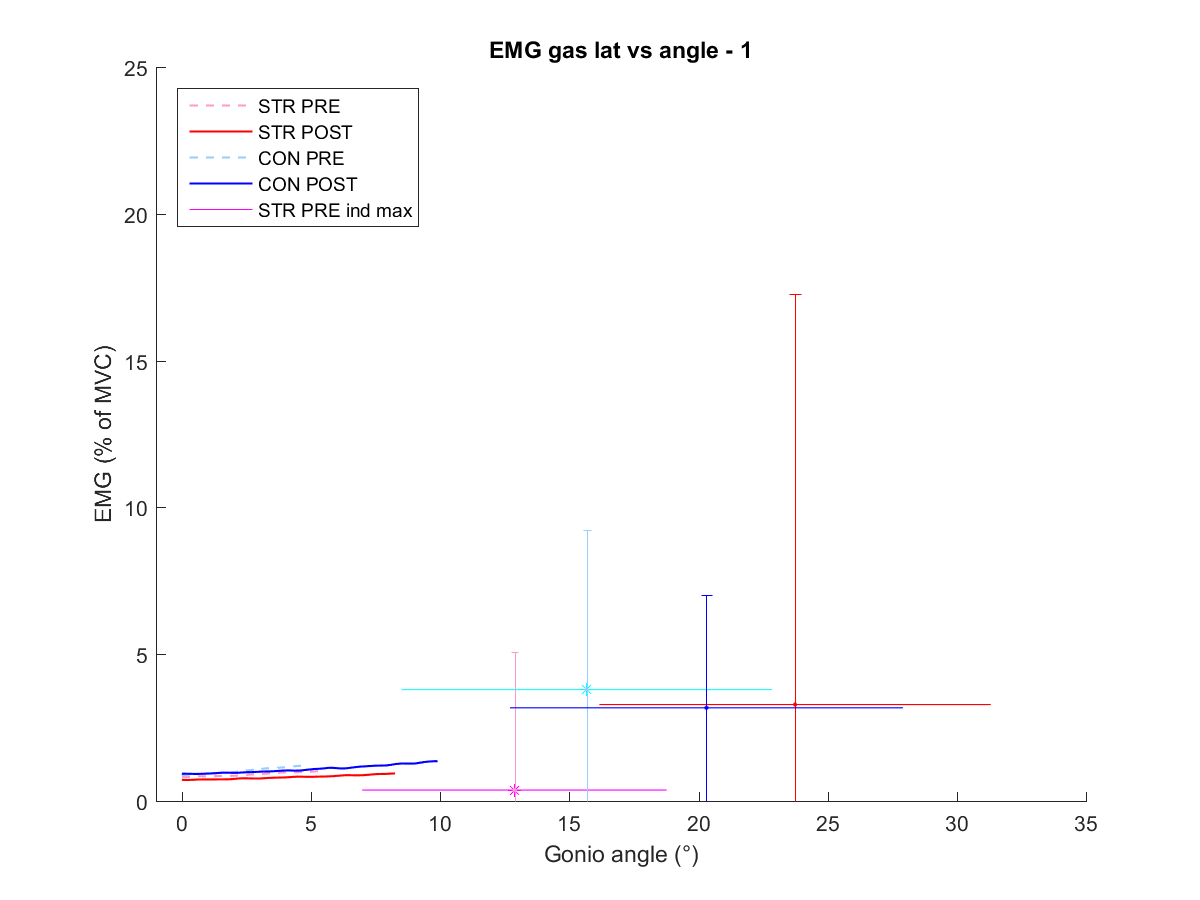 EMG gas lat vs angle - 1
25
20
15
10
5
0
EMG (% of MVC)
STR PRE
STR POST
CON PRE
CON POST
STR PRE ind max
0 5 10 15 20 25 30 35
Gonio angle (°)